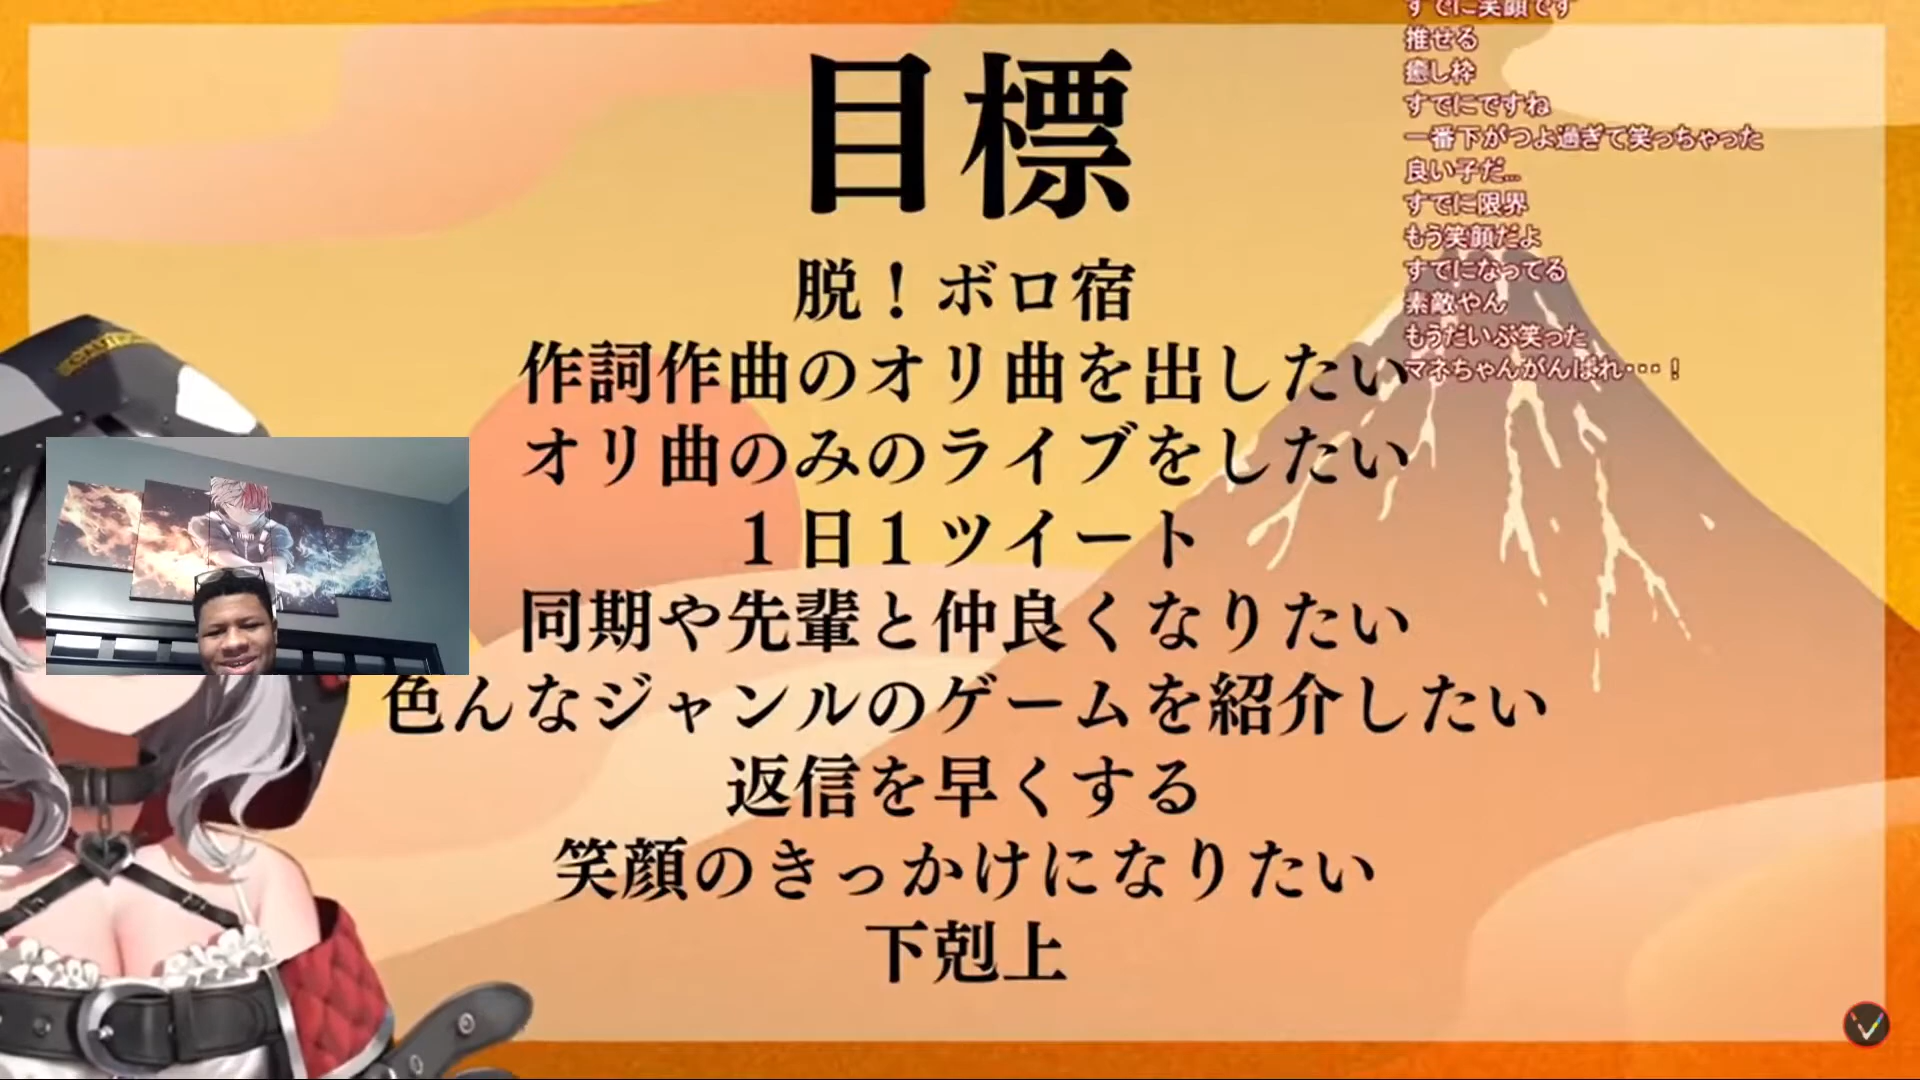 目標
脱！ボロ宿
作詞作曲のオリ曲を出したい
オリ曲のみのライブをしたい
１日１ツイート
同期や先輩と仲良くなりたい
色んなジャンルのゲームを紹介したい
返信を早くする
笑顔のきっかけになりたい
下剋上
すでに笑顔です
推せる
癒し枠
すでにですね
一番下がつよ過ぎて笑っちゃった
良い子だ...
すでに限界
もう笑顔だよ
すでになってる
素敵やん
もうだいぶ笑った
マネちゃんがんばれ・・・！